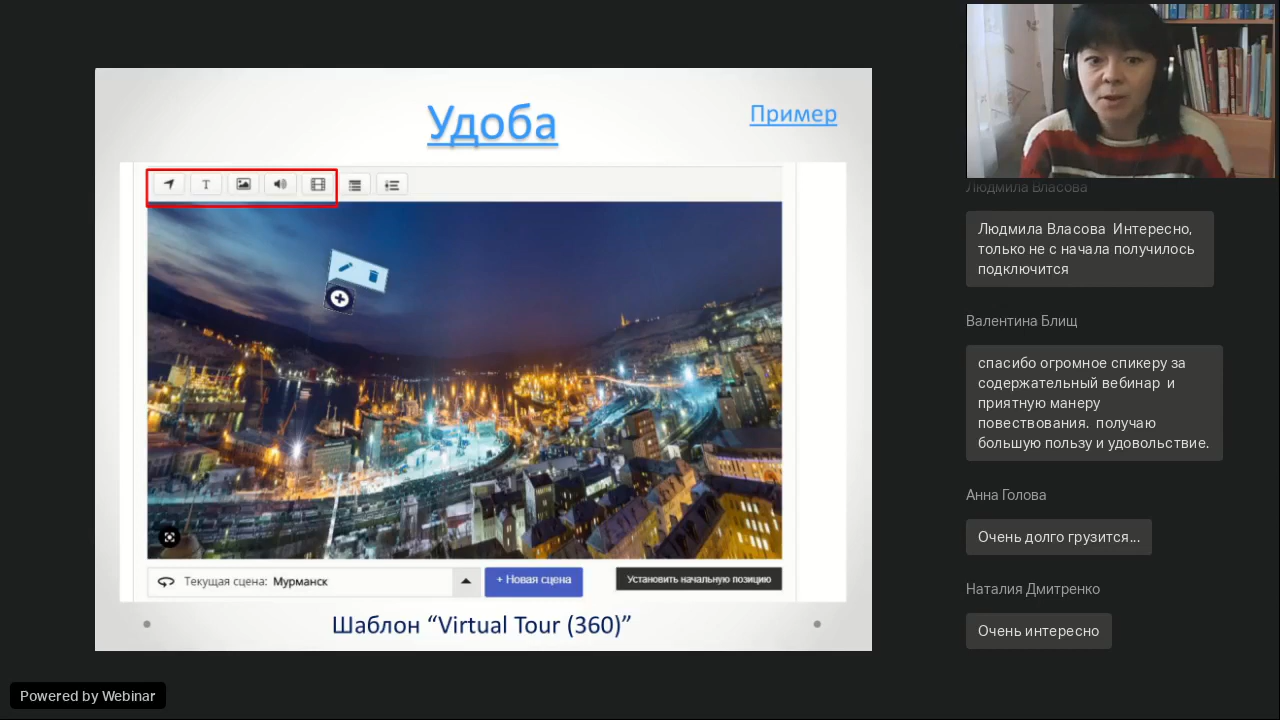 Удоба
Пример
T
Текущая сцена: Мурманск
+ Новая сцена
Установить начальную позицию
Шаблон “Virtual Tour (360)”
Людмила Власова
Людмила Власова  Интересно,
только не с начала получилось
подключится
Валентина Блищ
спасибо огромное спикеру за
содержательный вебинар  и
приятную манеру
повествования.  получаю
большую пользу и удовольствие.
Анна Голова
Очень долго грузится...
Наталия Дмитренко
Очень интересно
Powered by Webinar